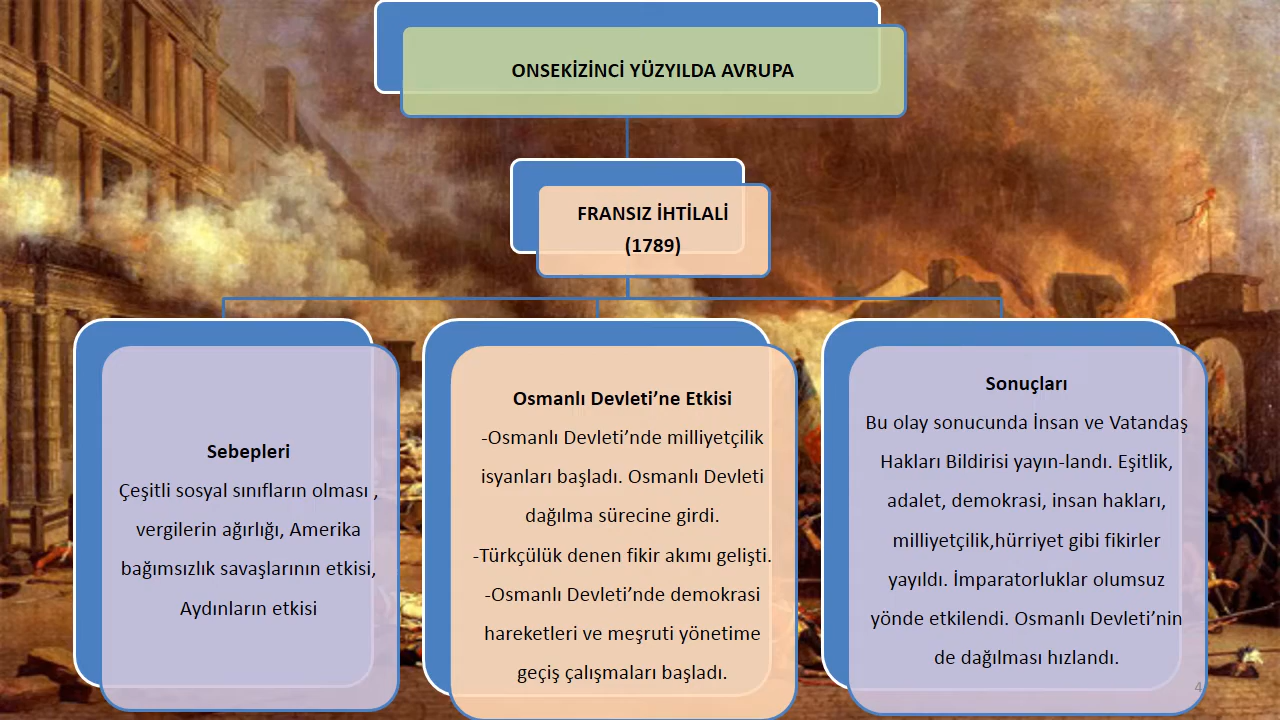 ONSEKİZİNCİ YÜZYILDA AVRUPA
FRANSIZ İHTİLALİ
(1789)
Sebepleri
Çeşitli sosyal sınıfların olması ,
vergilerin ağırlığı, Amerika
bağımsızlık savaşlarının etkisi,
Aydınların etkisi
Osmanlı Devleti’ne Etkisi
-Osmanlı Devleti’nde milliyetçilik
isyanları başladı. Osmanlı Devleti
dağılma sürecine girdi.
-Türkçülük denen fikir akımı gelişti.
-Osmanlı Devleti’nde demokrasi
hareketleri ve meşruti yönetime
geçiş çalışmaları başladı.
Sonuçları
Bu olay sonucunda İnsan ve Vatandaş
Hakları Bildirisi yayın-landı. Eşitlik,
adalet, demokrasi, insan hakları,
milliyetçilik,hürriyet gibi fikirler
yayıldı. İmparatorluklar olumsuz
yönde etkilendi. Osmanlı Devleti’nin
de dağılması hızlandı.
4